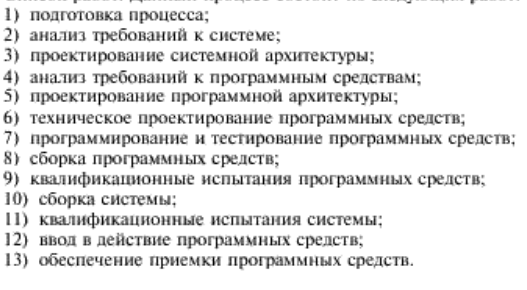 1) подготовка процесса;
2) анализ требований к системе;
3) проектирование системной архитектуры;
4) анализ требований к программным средствам;
5) проектирование программной архитектуры;
6) техническое проектирование программных средств;
7) программирование и тестирование программных средств;
8) сборка программных средств;
9) квалификационные испытания программных средств;
10) сборка системы;
11) квалификационные испытания системы;
12) ввод в действие программных средств;
13) обеспечение приемки программных средств.